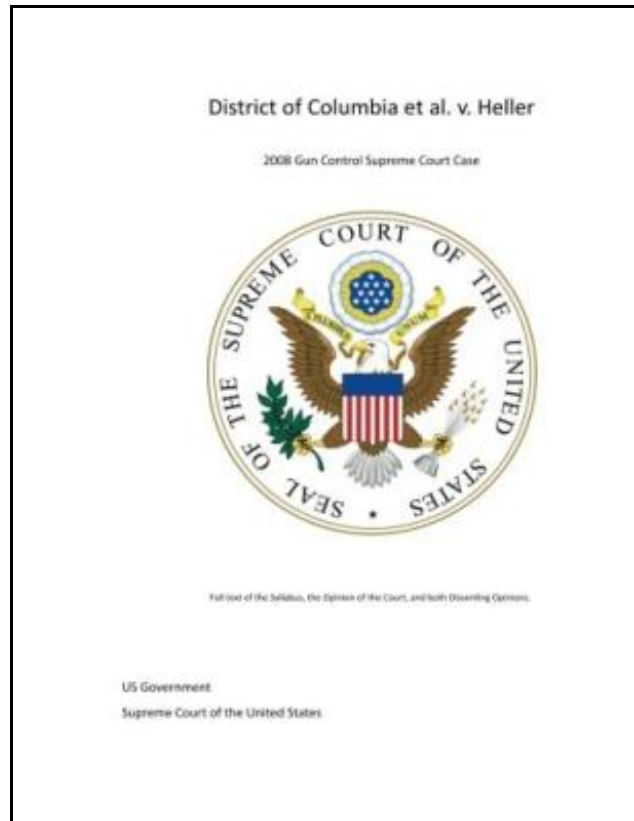 District of Columbia et al. v. Heller
2008 Gun Control Supreme Court Case
SEAL OF THE SUPREME COURT OF THE UNITED STATES
UNUM
Full text of the Syllabus, the Opinion of the Court, and both Dissenting Opinions.
US Government
Supreme Court of the United States